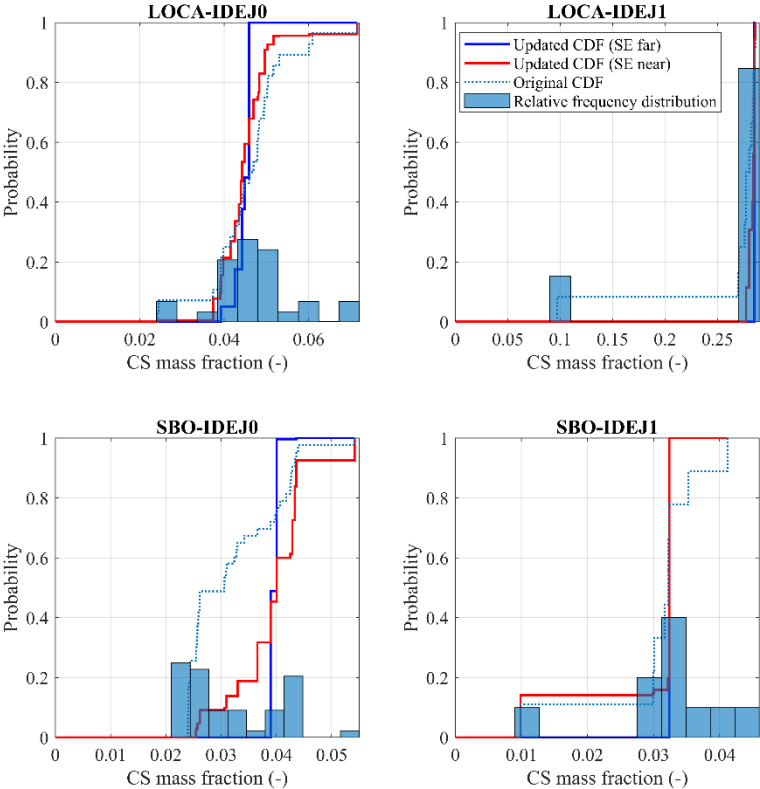 LOCA-IDEJ0
1
0.8
0.6
0.4
0.2
0
Probability
0 0.02 0.04 0.06
CS mass fraction (-)
LOCA-IDEJ1
Updated CDF (SE far)
Updated CDF (SE near)
Original CDF
Relative frequency distribution
1
0.8
0.6
0.4
0.2
0
Probability
0 0.05 0.1 0.15 0.2 0.25
CS mass fraction (-)
SBO-IDEJ0
1
0.8
0.6
0.4
0.2
0
Probability
0 0.01 0.02 0.03 0.04 0.05
CS mass fraction (-)
SBO-IDEJ1
1
0.8
0.6
0.4
0.2
0
Probability
0 0.01 0.02 0.03 0.04
CS mass fraction (-)